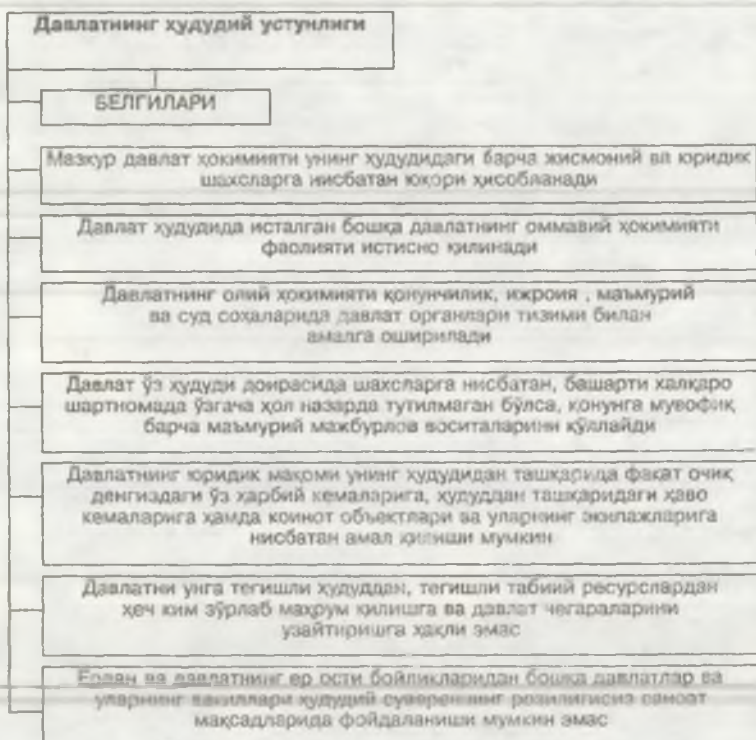 Давлатнинг ҳудудий устунлиги
БЕЛГИЛАРИ
Мазкур давлат ҳокимияти унинг ҳудудидаги барча жисмоний ва юридик
шахсларга нисбатан юқори ҳисобланади
Давлат ҳудудида исталган бошқа давлатнинг оммавий ҳокимияти
фаолияти истисно қилинади
Давлатнинг олий ҳокимияти қонунчилик, ижроия , маъмурий
ва суд соҳаларида давлат органлари тизими билан
амалга оширилади
Давлат ўз ҳудуди доирасида шахсларга нисбатан, башарти халқаро
шартномада ўзгача ҳол назарда тутилмаган бўлса, қонунга мувофиқ
барча маъмурий мажбурлов воситаларини қўллайди
Давлатнинг юридик мақоми унинг ҳудудидан ташқарида фақат очиқ
денгиздаги ўз ҳарбий кемаларига, ҳудуддан ташқаридаги ҳаво
кемаларига ҳамда коинот объектлари ва уларнинг экипажларига
нисбатан амал қилиши мумкин
Давлатни унга тегишли ҳудуддан, тегишли табиий ресурслардан
ҳеч ким зўрлаб маҳрум қилишга ва давлат чегараларини
узайтиришга ҳақли эмас
ва давлатнинг ер ости бойликларидан бошқа давлатлар ва
уларнинг вакиллари ҳудудий сувереннинг розилигисиз саноат
мақсадларида фойдаланиши мумкин эмас